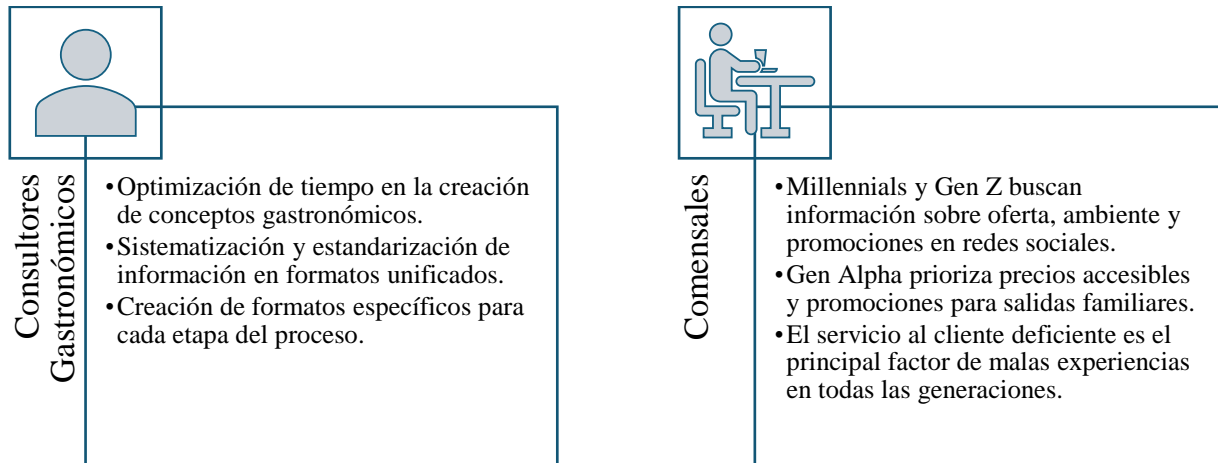 Consultores
Gastronómicos
•Optimización de tiempo en la creación
de conceptos gastronómicos.
•Sistematización y estandarización de
información en formatos unificados.
•Creación de formatos específicos para
cada etapa del proceso.
Comensales
•Millennials y Gen Z buscan
información sobre oferta, ambiente y
promociones en redes sociales.
•Gen Alpha prioriza precios accesibles
y promociones para salidas familiares.
•El servicio al cliente deficiente es el
principal factor de malas experiencias
en todas las generaciones.